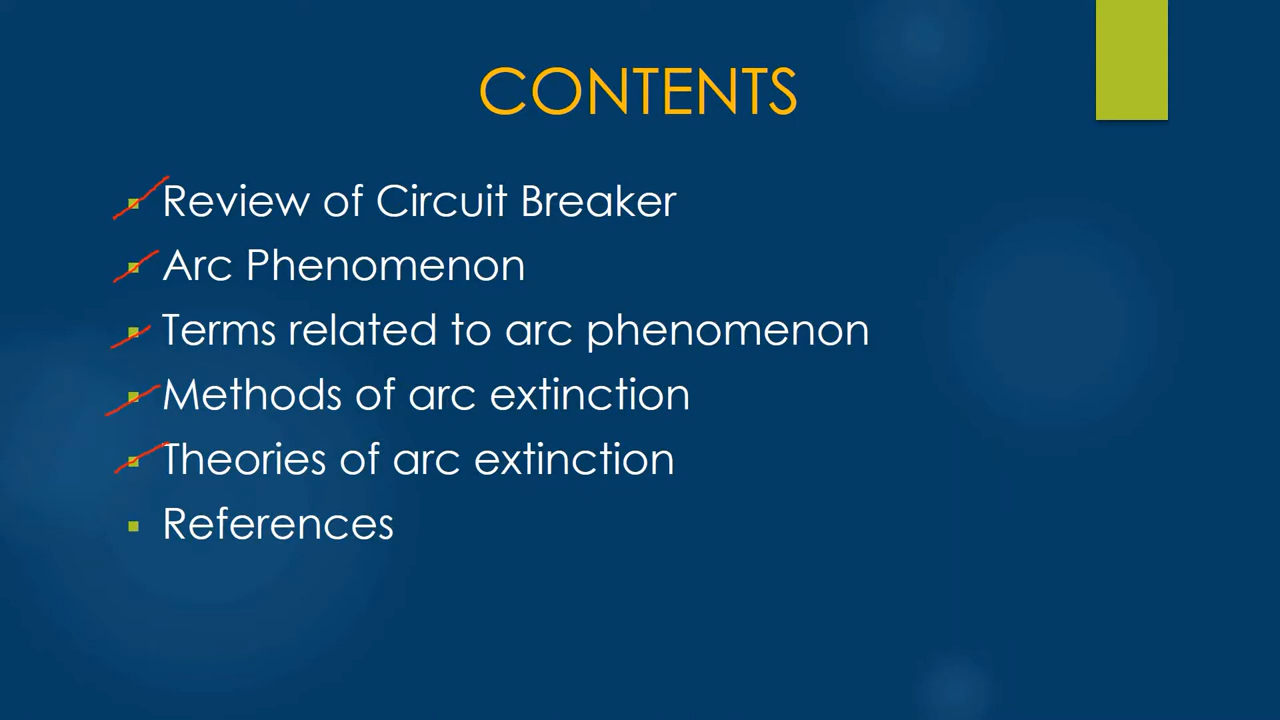 CONTENTS
Review of Circuit Breaker
Arc Phenomenon
Terms related to arc phenomenon
Methods of arc extinction
Theories of arc extinction
References